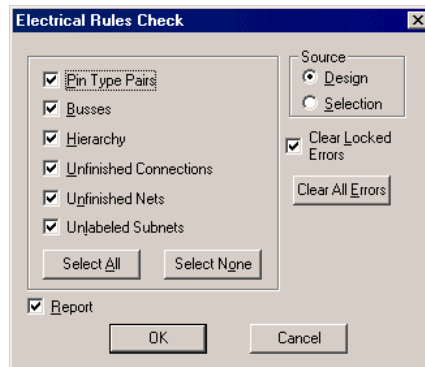 Electrical Rules Check
Pin Type Pairs
Busses
Hierarchy
Unfinished Connections
Unfinished Nets
Unlabeled Subnets
Select All
Select None
Source
Design
Selection
Clear Locked
Errors
Clear All Errors
Report
OK
Cancel